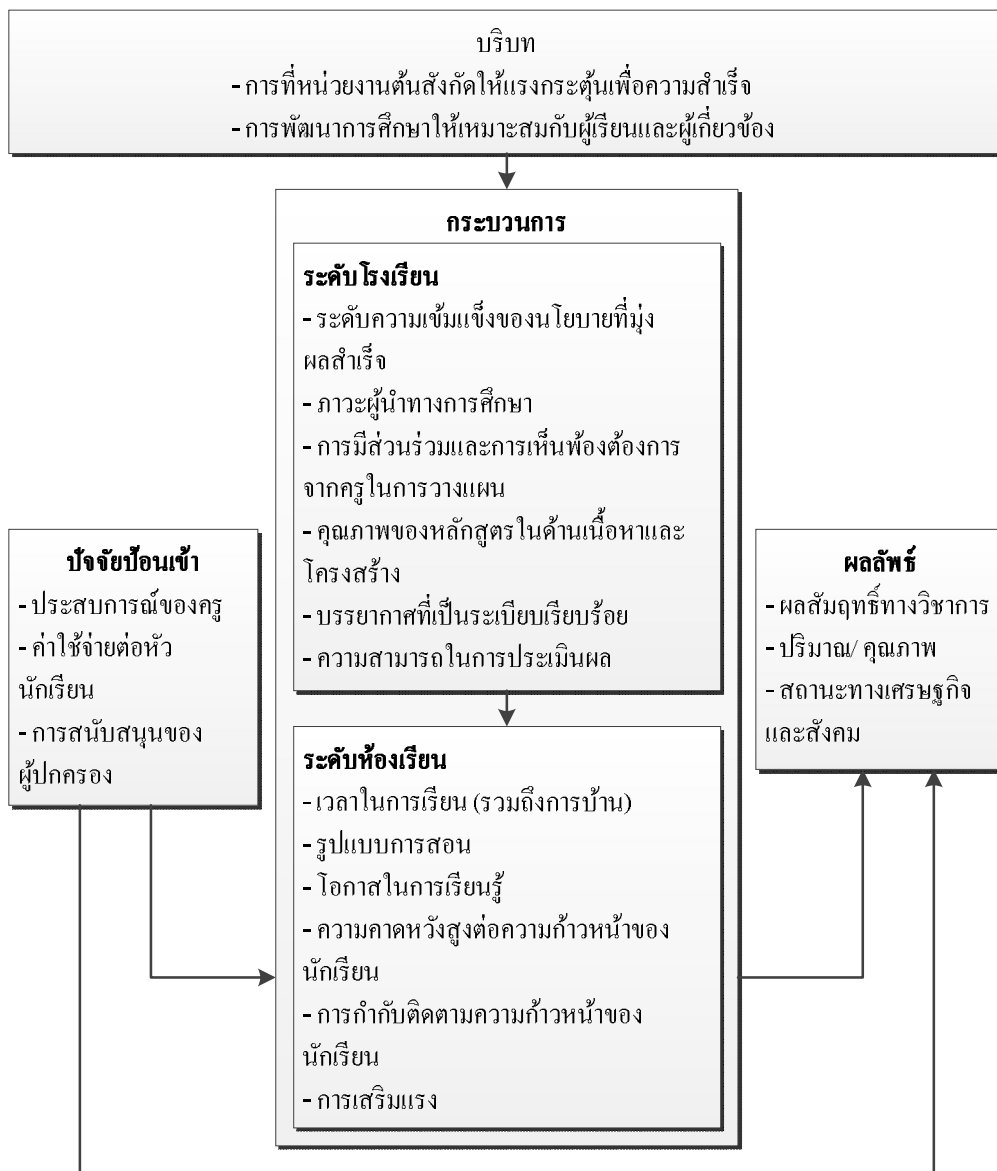 บริบท
- การที่หน่วยงานต้นสังกัดให้แรงกระตุ้นเพื่อความสำเร็จ
- การพัฒนาการศึกษาให้เหมาะสมกับผู้เรียนและผู้เกี่ยวข้อง
กระบวนการ
ระดับโรงเรียน
- ระดับความเข้มแข็งของนโยบายที่มุ่ง
ผลสำเร็จ
- ภาวะผู้นำทางการศึกษา
- การมีส่วนร่วมและการเห็นพ้องต้องการ
จากครูในการวางแผน
- คุณภาพของหลักสูตรในด้านเนื้อหาและ
โครงสร้าง
- บรรยากาศที่เป็นระเบียบเรียบร้อย
- ความสามารถในการประเมินผล
ปัจจัยป้อนเข้า
- ประสบการณ์ของครู
- ค่าใช้จ่ายต่อหัว
นักเรียน
- การสนับสนุนของ
ผู้ปกครอง
ระดับห้องเรียน
- เวลาในการเรียน (รวมถึงการบ้าน)
- รูปแบบการสอน
- โอกาสในการเรียนรู้
- ความคาดหวังสูงต่อความก้าวหน้าของ
นักเรียน
- การกำกับติดตามความก้าวหน้าของ
นักเรียน
- การเสริมแรง
ผลลัพธ์
- ผลสัมฤทธิ์ทางวิชาการ
- ปริมาณ/ คุณภาพ
- สถานะทางเศรษฐกิจ
และสังคม